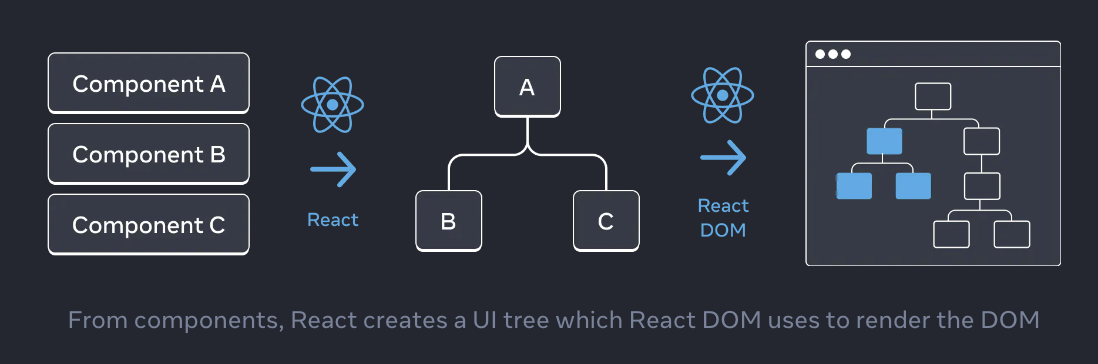 Component A
Component B
Component C
React
A
B
C
React
DOM
From components, React creates a UI tree which React DOM uses to render the DOM